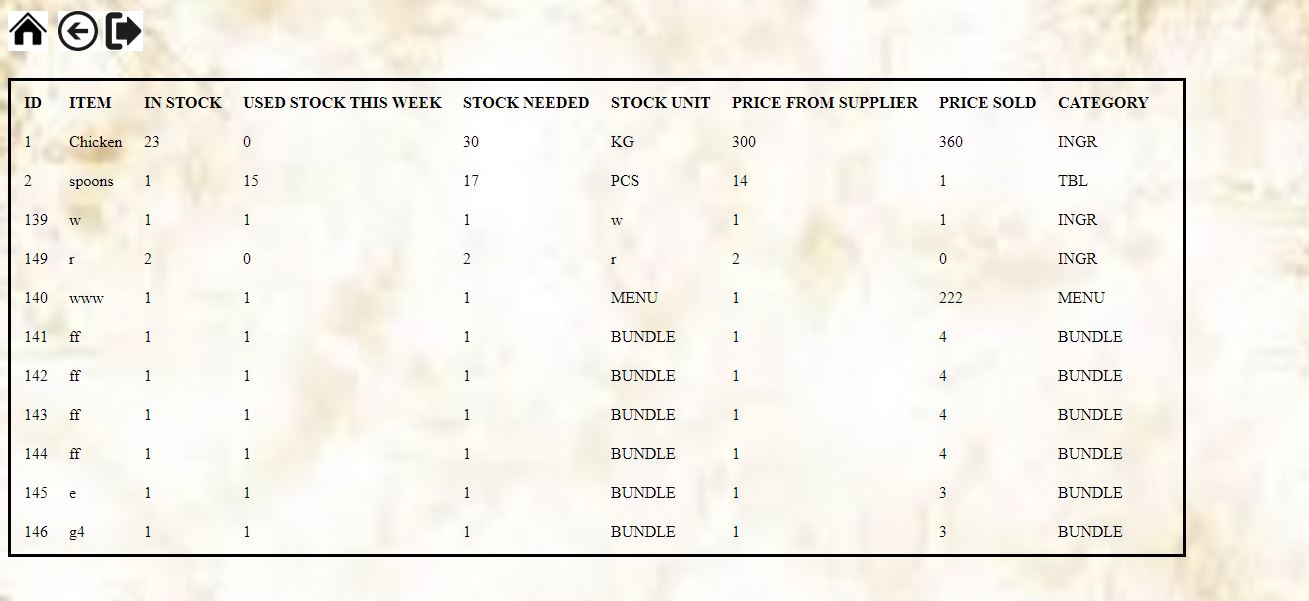 ID ITEM IN STOCK USED STOCK THIS WEEK STOCK NEEDED STOCK UNIT PRICE FROM SUPPLIER PRICE SOLD CATEGORY
1 Chicken 23 0 30 KG 300 360 INGR
2 spoons 1 15 17 PCS 14 1 TBL
139 w 1 1 1 w 1 1 INGR
149 r 2 0 2 r 2 0 INGR
140 www 1 1 1 MENU 1 222 MENU
141 ff 1 1 1 BUNDLE 1 4 BUNDLE
142 ff 1 1 1 BUNDLE 1 4 BUNDLE
143 ff 1 1 1 BUNDLE 1 4 BUNDLE
144 ff 1 1 1 BUNDLE 1 4 BUNDLE
145 e 1 1 1 BUNDLE 1 3 BUNDLE
146 g4 1 1 1 BUNDLE 1 3 BUNDLE